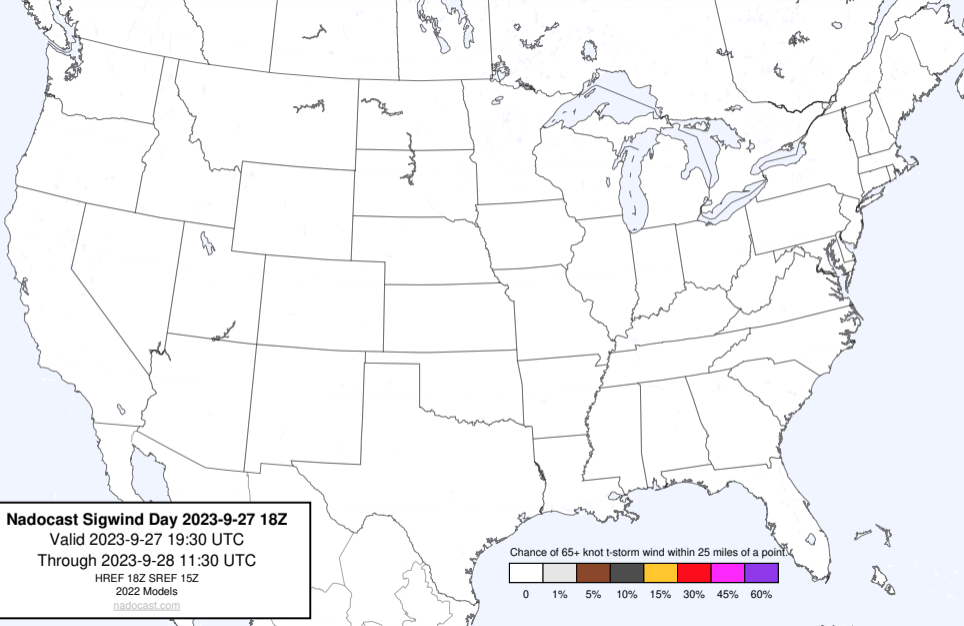 Nadocast Sigwind Day 2023-9-27 18Z
Valid 2023-9-27 19:30 UTC
Through 2023-9-28 11:30 UTC
HREF 18Z SREF 15Z
2022 Models
nadocast.com
Chance of 65+ knot t-storm wind within 25 miles of a point.
0 1% 5% 10% 15% 30% 45% 60%